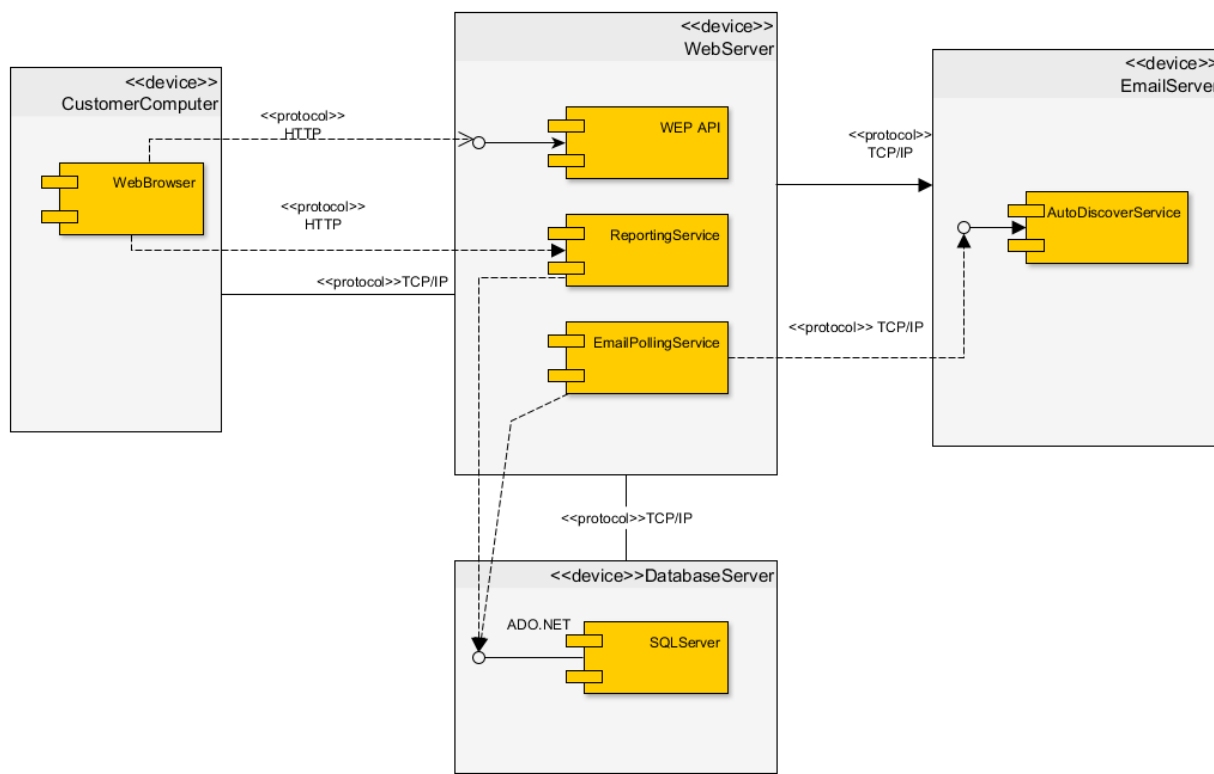 <<device>>
WebServer
<<device>>
EmailServer
<<device>>
CustomerComputer
<<protocol>>
HTTP
WEP API
<<protocol>>
TCP/IP
WebBrowser
<<protocol>>
HTTP
AutoDiscoverService
ReportingService
<<protocol>>TCP/IP
EmailPollingService
<<protocol>> TCP/IP
<<protocol>>TCP/IP
<<device>>DatabaseServer
ADO.NET
SQLServer